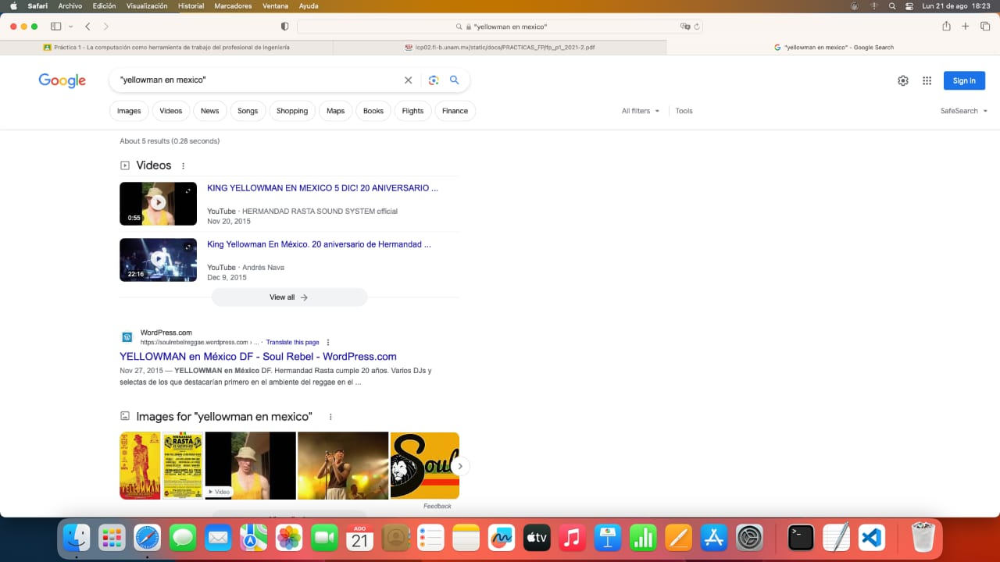 Safari Archivo Edición Visualización Historial Marcadores Ventana Ayuda Lun 21 de ago 18:23
"yellowman en mexico"
Práctica 1 - La computación como herramienta de trabajo del profesional de ingeniería
lcp02.fi-b.unam.mx/static/docs/PRACTICAS_FP/fp_p1_2021-2.pdf
"yellowman en mexico" - Google Search
Google
"yellowman en mexico"
Sign in
Images Videos News Songs Shopping Maps Books Flights Finance All filters Tools SafeSearch
About 5 results (0.28 seconds)
Videos
KING YELLOWMAN EN MEXICO 5 DIC! 20 ANIVERSARIO ...
YouTube · HERMANDAD RASTA SOUND SYSTEM official
0:55
Nov 20, 2015
King Yellowman En México. 20 aniversario de Hermandad ...
YouTube · Andrés Nava
22:16
Dec 9, 2015
View all
WordPress.com
https://soulrebelreggae.wordpress.com › ... · Translate this page
YELLOWMAN en México DF - Soul Rebel - WordPress.com
Nov 27, 2015 — YELLOWMAN en México DF. Hermandad Rasta cumple 20 años. Varios DJs y
selectas de los que destacarían primero en el ambiente del reggae en el ...
Images for "yellowman en mexico"
HERMANDAD
RASTA
YELLOWMAN
Video
Soul
Feedback
AGO
21
tv